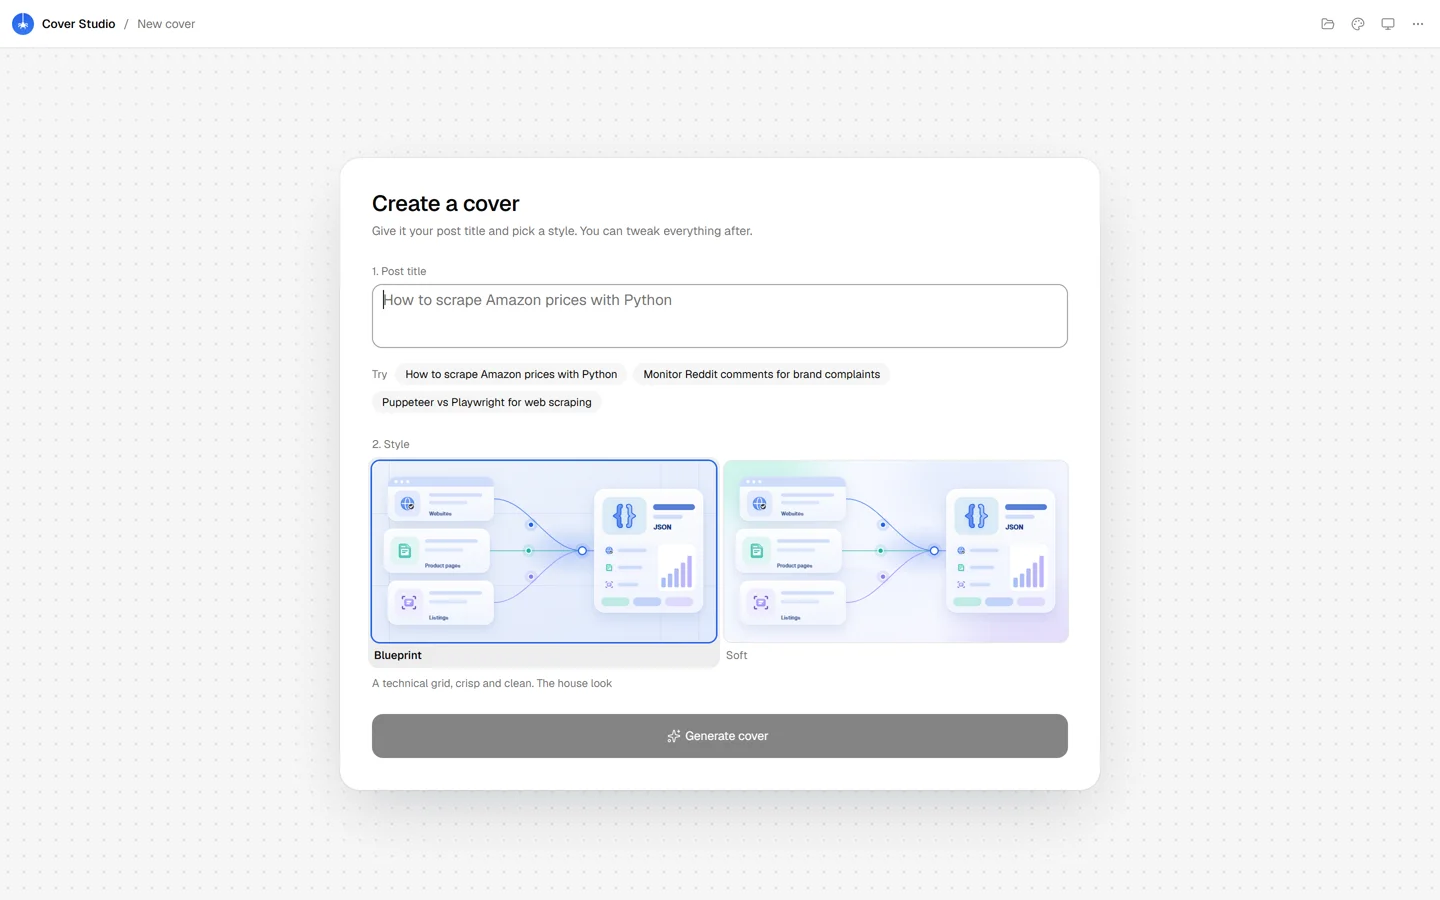 Cover Studio / New cover
Create a cover
Give it your post title and pick a style. You can tweak everything after.
1. Post title
How to scrape Amazon prices with Python
Try How to scrape Amazon prices with Python Monitor Reddit comments for brand complaints
Puppeteer vs Playwright for web scraping
2. Style
Websites
{} JSON
Product pages
Listings
Websites
{} JSON
Product pages
Listings
Blueprint
Soft
A technical grid, crisp and clean. The house look
Generate cover